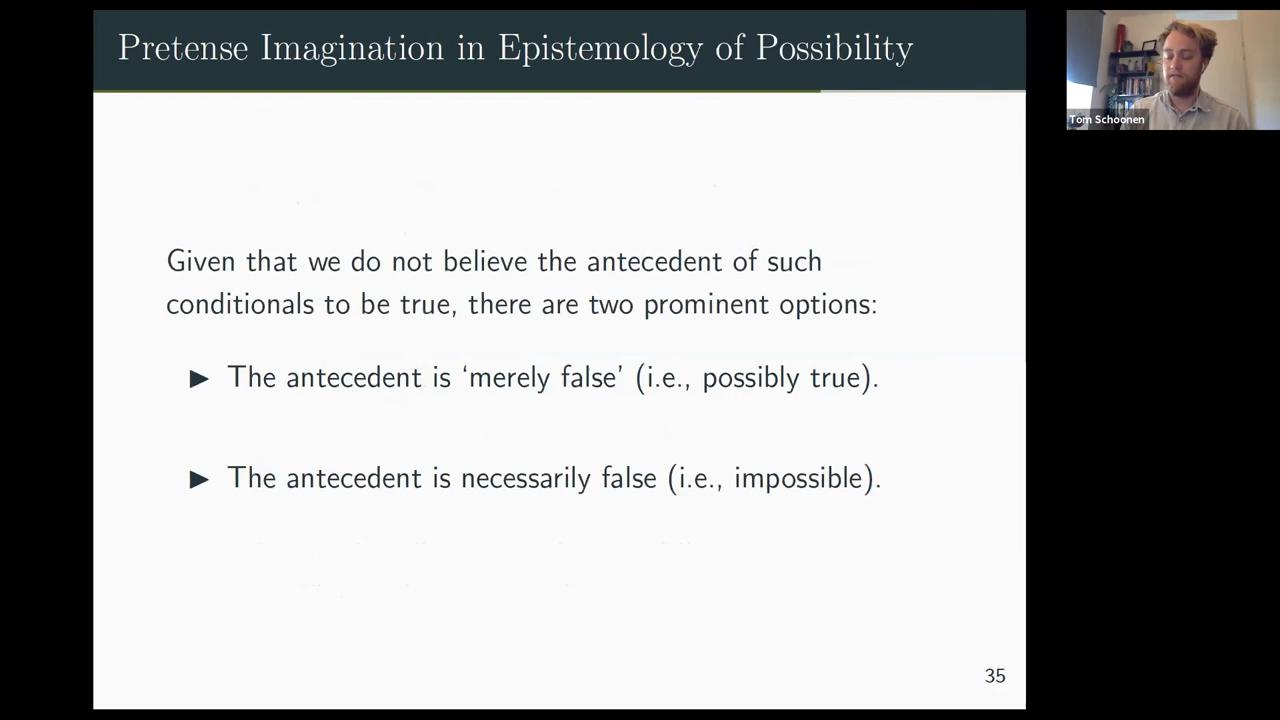 Pretense Imagination in Epistemology of Possibility
Tom Schoonen
Given that we do not believe the antecedent of such
conditionals to be true, there are two prominent options:
▶ The antecedent is ‘merely false’ (i.e., possibly true).
▶ The antecedent is necessarily false (i.e., impossible).
35